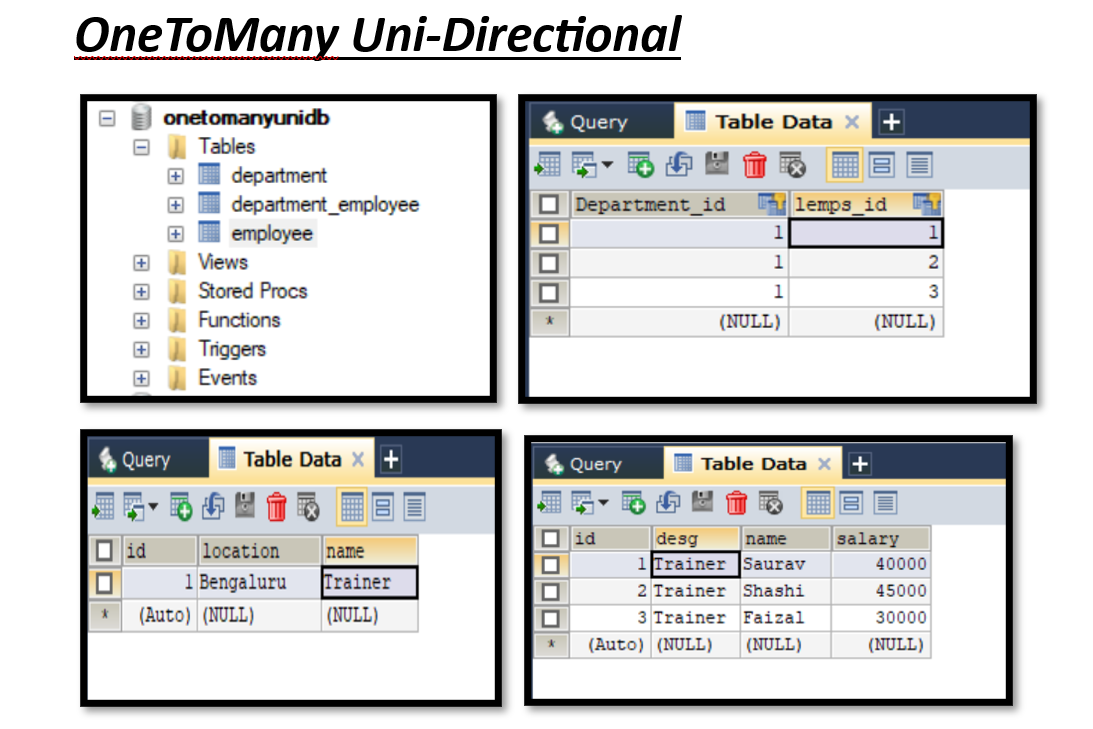 OneToMany Uni-Directional
onetomanyunidb
Tables
department
department_employee
employee
Views
Stored Procs
Functions
Triggers
Events
Query Table Data
Department_id lemps_id
1 1
1 2
1 3
* (NULL) (NULL)
Query Table Data
id location name
1 Bengaluru Trainer
* (Auto) (NULL) (NULL)
Query Table Data
id desg name salary
1 Trainer Saurav 40000
2 Trainer Shashi 45000
3 Trainer Faizal 30000
* (Auto) (NULL) (NULL) (NULL)